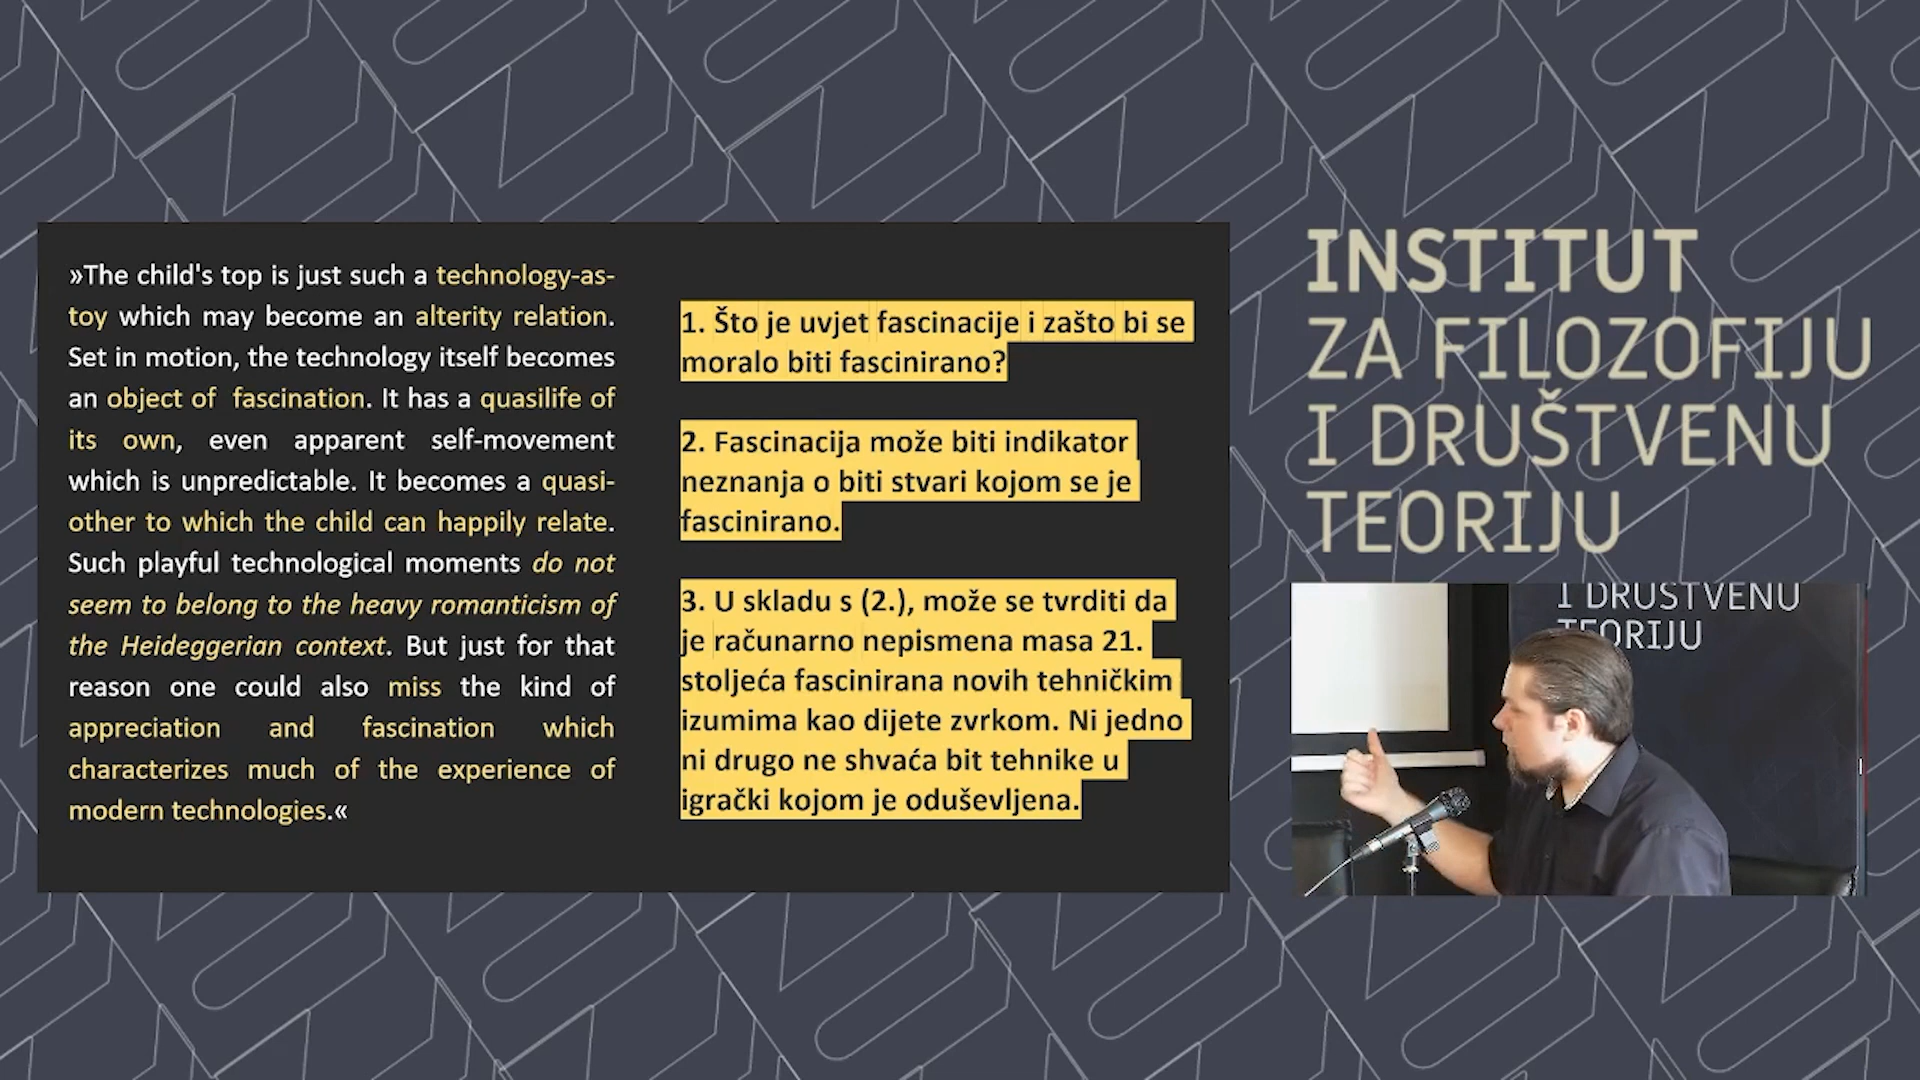 »The child's top is just such a technology-as-
toy which may become an alterity relation.
Set in motion, the technology itself becomes
an object of fascination. It has a quasilife of
its own, even apparent self-movement
which is unpredictable. It becomes a quasi-
other to which the child can happily relate.
Such playful technological moments do not
seem to belong to the heavy romanticism of
the Heideggerian context. But just for that
reason one could also miss the kind of
appreciation and fascination which
characterizes much of the experience of
modern technologies.«
1. Što je uvjet fascinacije i zašto bi se
moralo biti fascinirano?
2. Fascinacija može biti indikator
neznanja o biti stvari kojom se je
fascinirano.
3. U skladu s (2.), može se tvrditi da
je računarno nepismena masa 21.
stoljeća fascinirana novih tehničkim
izumima kao dijete zvrkom. Ni jedno
ni drugo ne shvaća bit tehnike u
igrački kojom je oduševljena.
INSTITUT
ZA FILOZOFIJU
I DRUŠTVENU
TEORIJU
I DRUŠTVENU
TEORIJU